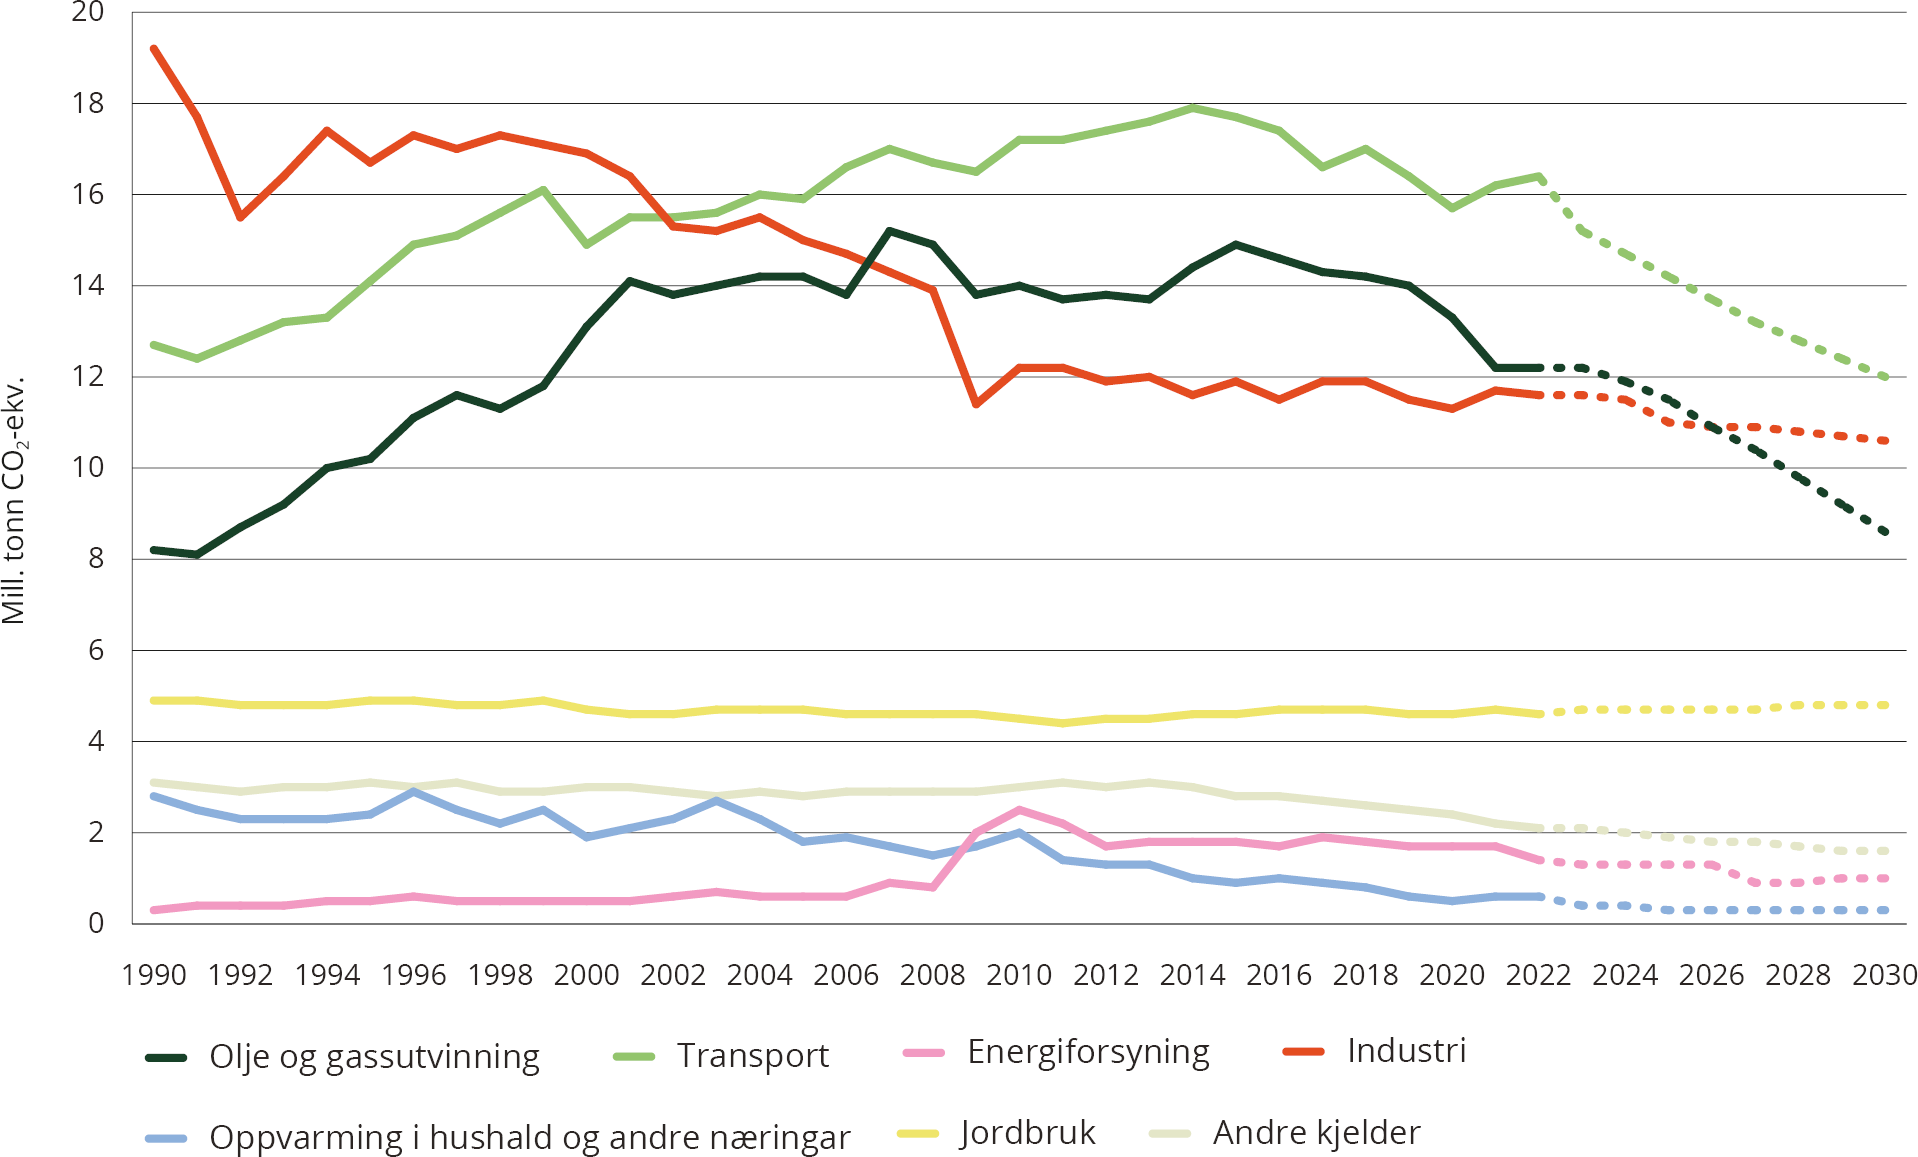 20
18
16
14
12
10
8
6
4
2
0
Mill. tonn CO₂-ekv.
1990 1992 1994 1996 1998 2000 2002 2004 2006 2008 2010 2012 2014 2016 2018 2020 2022 2024 2026 2028 2030
Olje og gassutvinning Transport Energiforsyning Industri
Oppvarming i hushald og andre næringar Jordbruk Andre kjelder